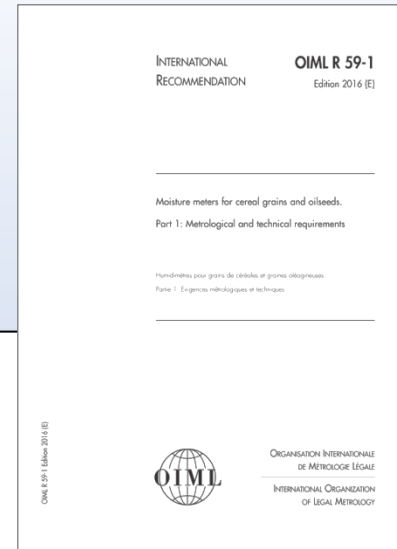 INTERNATIONAL
RECOMMENDATION
OIML R 59-1
Edition 2016 (E)
Moisture meters for cereal grains and oilseeds.
Part 1: Metrological and technical requirements
Humidimètres pour grains de céréales et graines oléagineuses
Partie 1 : Exigences métrologiques et techniques
OIML R 59-1 Edition 2016 (E)
OIML
ORGANISATION INTERNATIONALE
DE MÉTROLOGIE LÉGALE
INTERNATIONAL ORGANIZATION
OF LEGAL METROLOGY